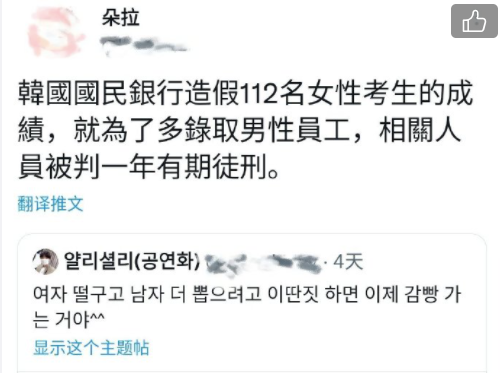 朵拉
韓國國民銀行造假112名女性考生的成
績，就為了多錄取男性員工，相關人
員被判一年有期徒刑。
翻译推文
얄리셜리(공연화) · 4天
여자 떨구고 남자 더 뽑으려고 이딴짓 하면 이제 감빵 가
는 거야^^
显示这个主题帖